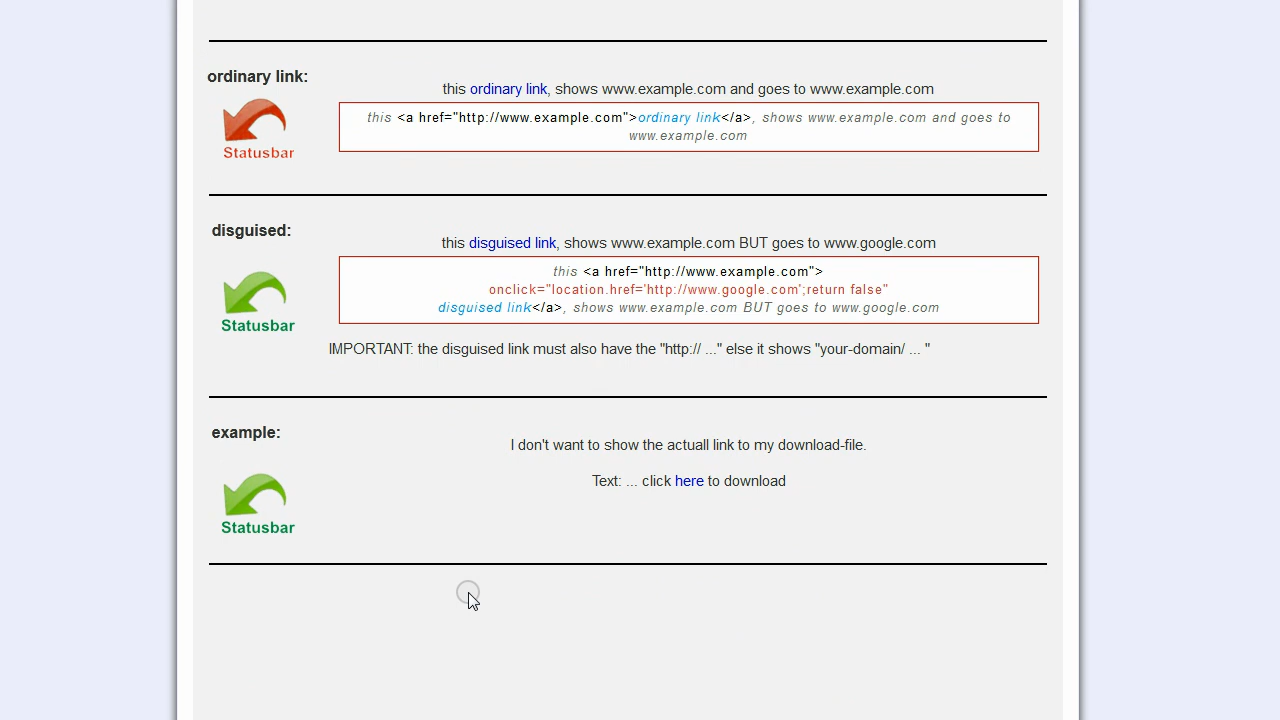 ordinary link:
this ordinary link, shows www.example.com and goes to www.example.com
this <a href="http://www.example.com">ordinary link</a>, shows www.example.com and goes to
www.example.com
Statusbar
disguised:
this disguised link, shows www.example.com BUT goes to www.google.com
this <a href="http://www.example.com">
onclick="location.href='http://www.google.com';return false"
disguised link</a>, shows www.example.com BUT goes to www.google.com
Statusbar
IMPORTANT: the disguised link must also have the "http:// ..." else it shows "your-domain/ ... "
example:
I don't want to show the actuall link to my download-file.
Text: ... click here to download
Statusbar